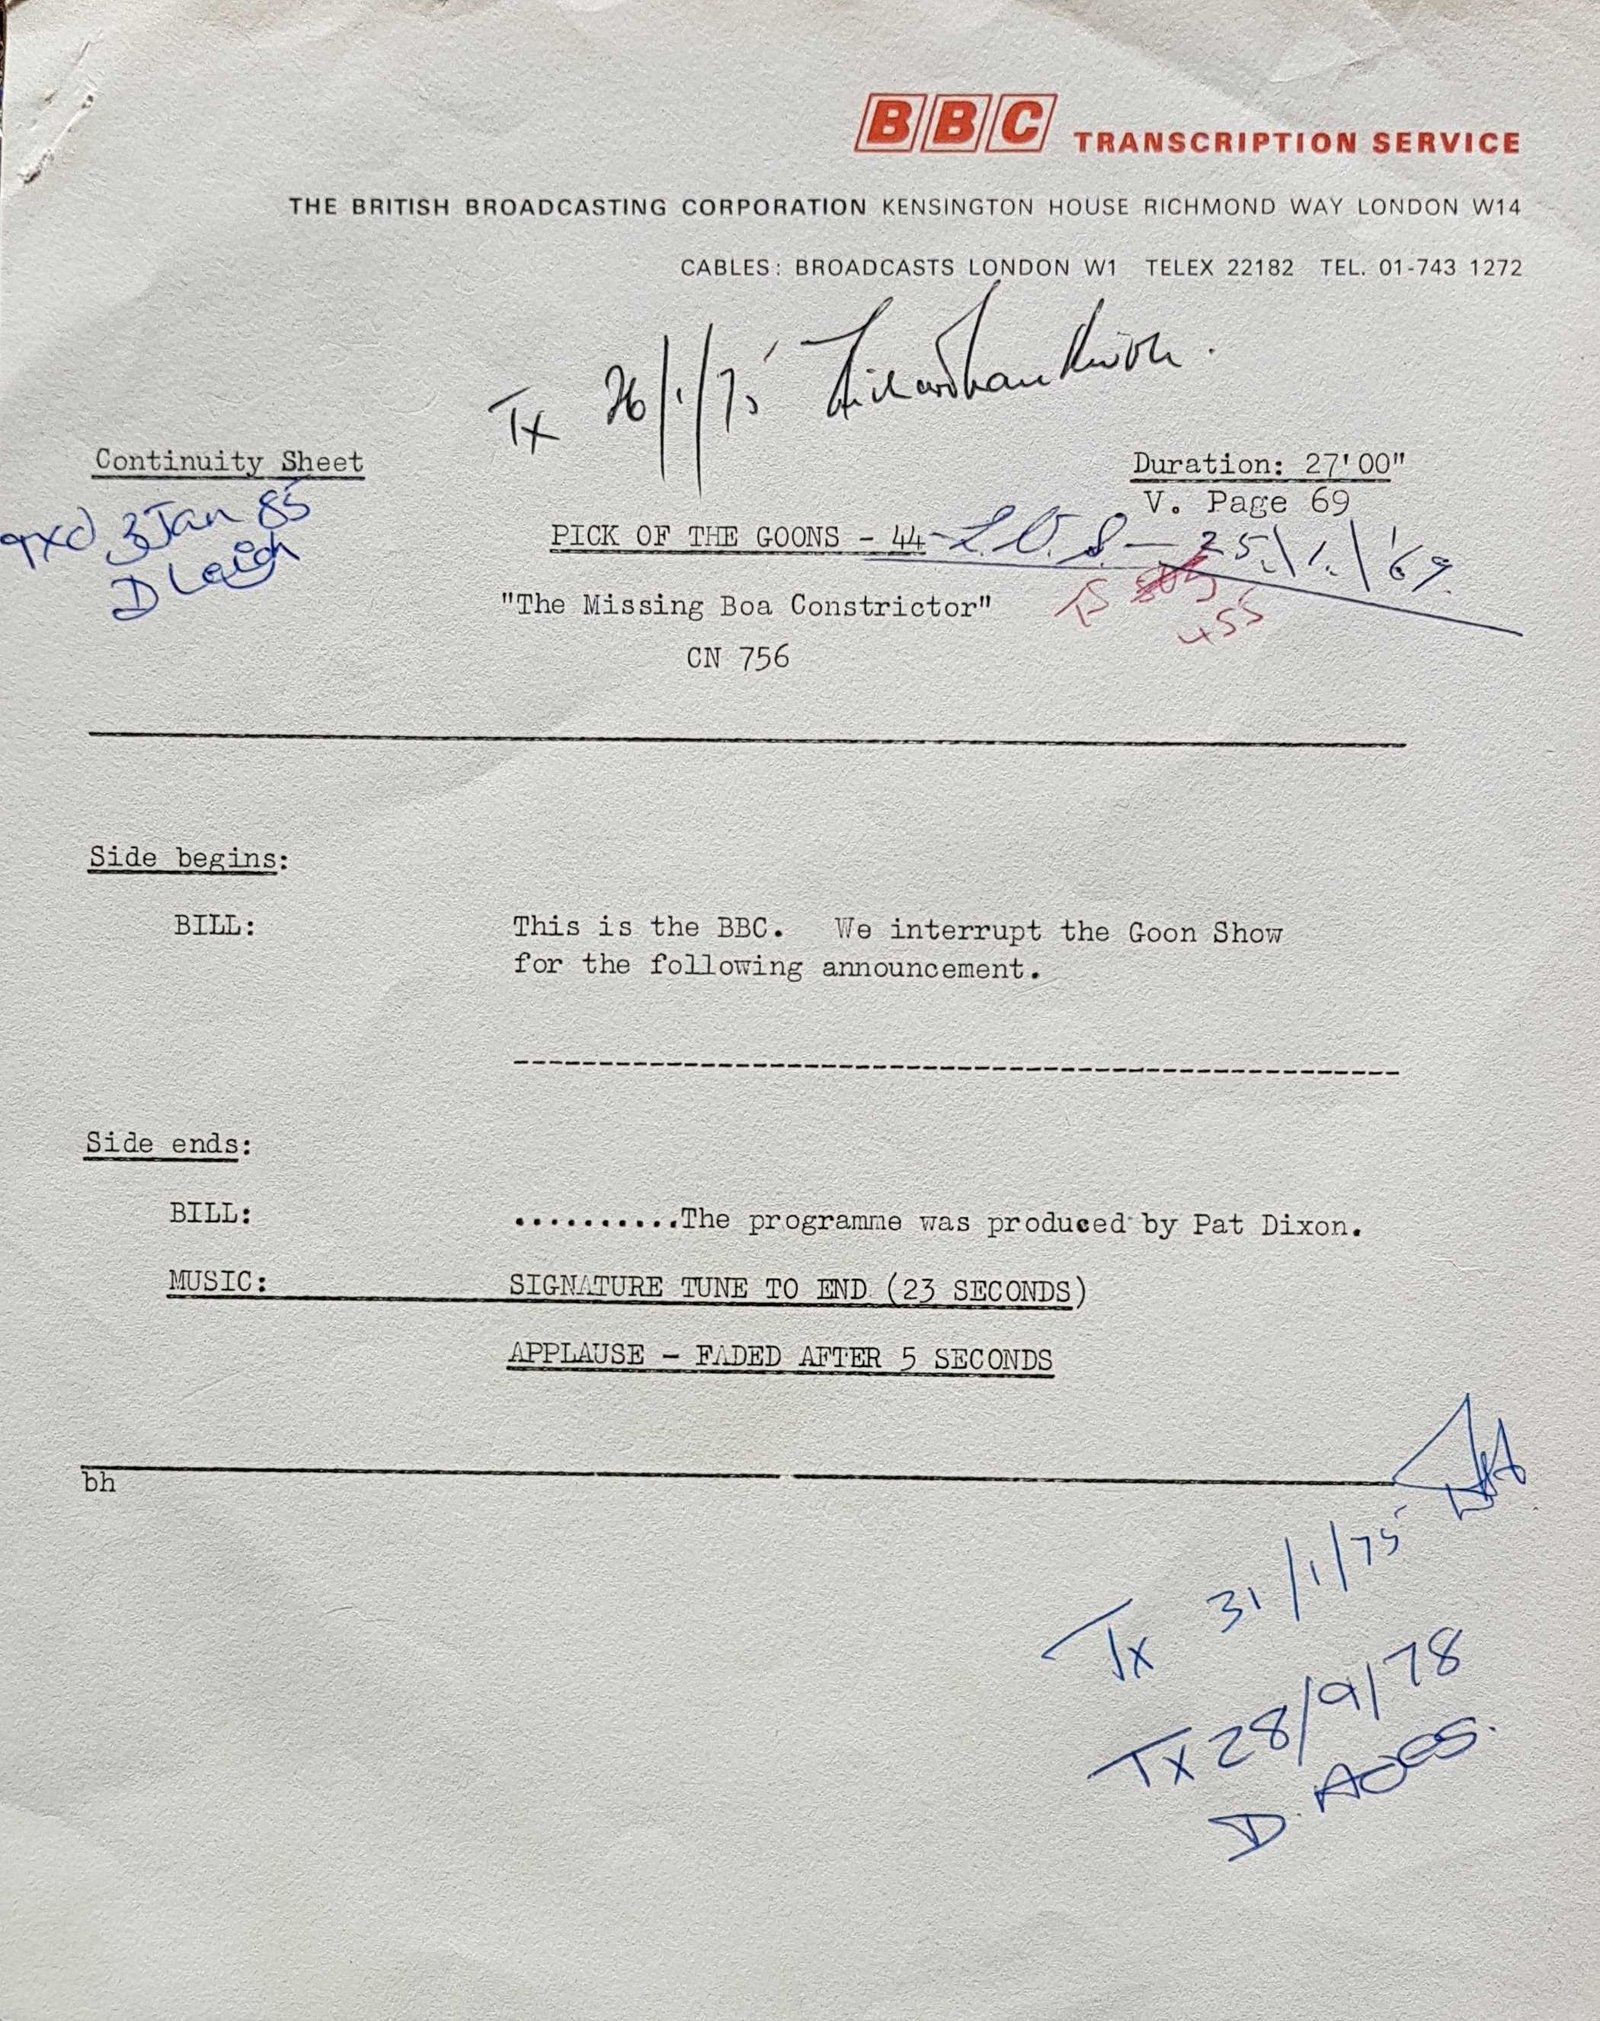 BBC TRANSCRIPTION SERVICE
THE BRITISH BROADCASTING CORPORATION KENSINGTON HOUSE RICHMOND WAY LONDON W14
CABLES: BROADCASTS LONDON W1 TELEX 22182 TEL. 01-743 1272
Tx 26/1/75
Continuity Sheet
Duration: 27'00"
V. Page 69
txd 3 Jan 85
D Leigh
PICK OF THE GOONS - 44 - 25.\1.\'69.
"The Missing Boa Constrictor"
TS
455
CN 756
Side begins:
BILL: This is the BBC. We interrupt the Goon Show
for the following announcement.
Side ends:
BILL: ..........The programme was produced by Pat Dixon.
MUSIC: SIGNATURE TUNE TO END (23 SECONDS)
APPLAUSE - FADED AFTER 5 SECONDS
bh
Tx 31/1/75
Tx 28/9/78
D.